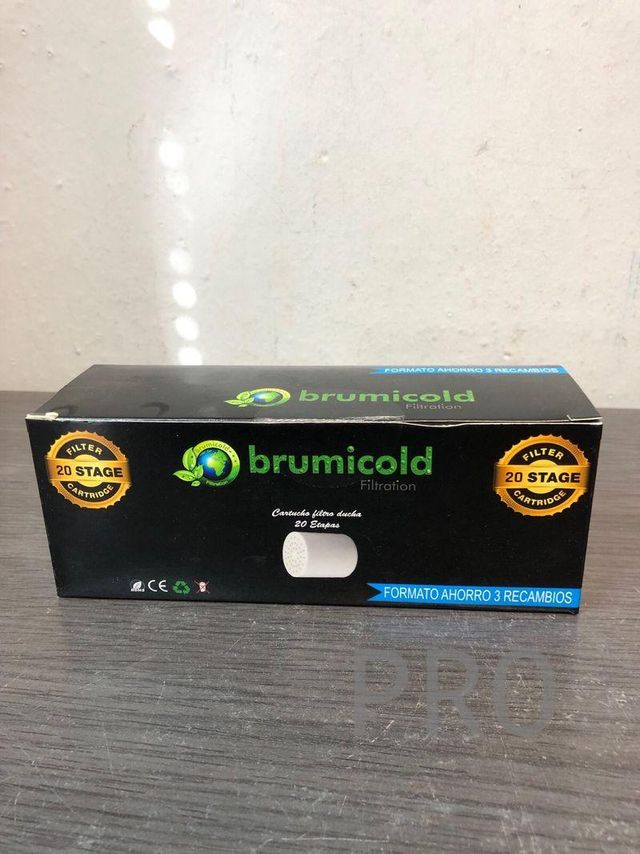 FORMATO AHORRO 3 RECAMBIOS
brumicold
Filtration
FILTER
20 STAGE
CARTRIDGE
brumicold
brumicold
Filtration
FILTER
20 STAGE
CARTRIDGE
Cartucho filtro ducha
20 Etapas
CE
FORMATO AHORRO 3 RECAMBIOS
PRO